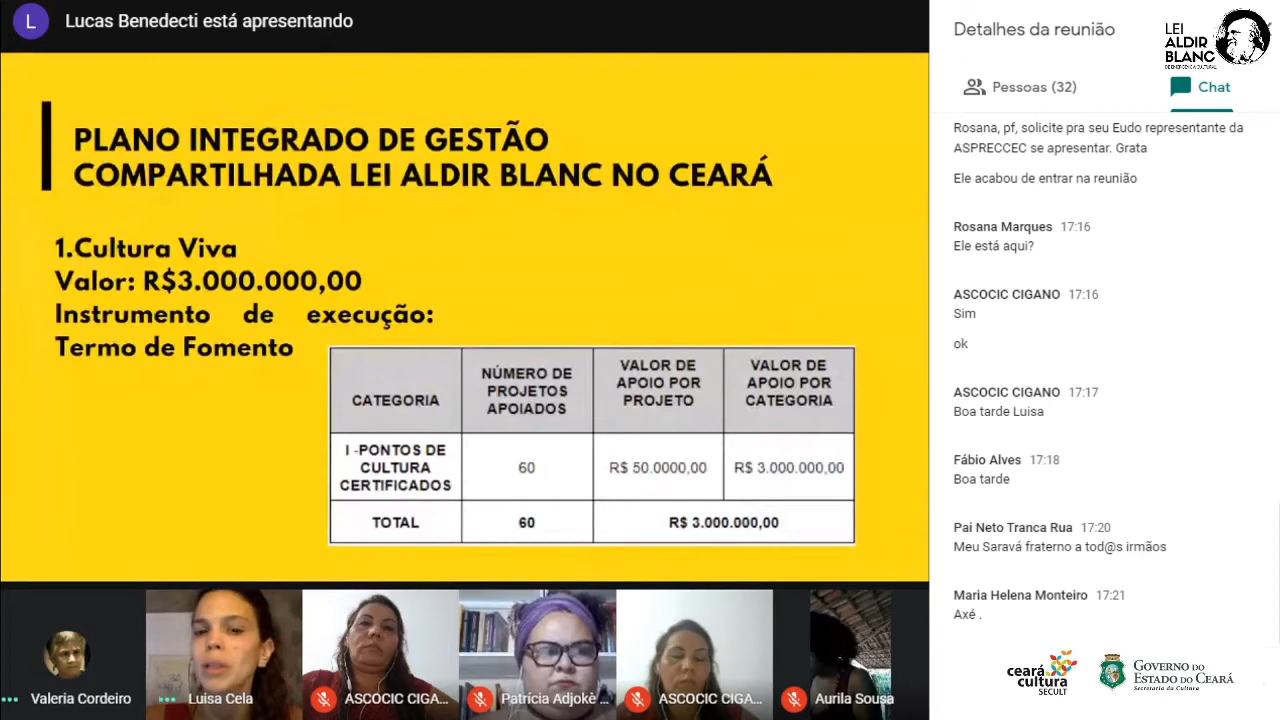 L
Lucas Benedecti está apresentando
PLANO INTEGRADO DE GESTÃO
COMPARTILHADA LEI ALDIR BLANC NO CEARÁ
1.Cultura Viva
Valor: R$3.000.000,00
Instrumento de execução:
Termo de Fomento
CATEGORIA
NÚMERO DE
PROJETOS
APOIADOS
VALOR DE
APOIO POR
PROJETO
VALOR DE
APOIO POR
CATEGORIA
I -PONTOS DE
CULTURA
CERTIFICADOS
60
R$ 50.0000,00
R$ 3.000.000,00
TOTAL
60
R$ 3.000.000,00
Valeria Cordeiro
Luisa Cela
ASCOCIC CIGA...
Patrícia Adjokè ...
ASCOCIC CIGA...
Aurila Sousa
Detalhes da reunião
LEI
ALDIR
BLANC
DE EMERGÊNCIA CULTURAL
Pessoas (32)
Chat
Rosana, pf, solicite pra seu Eudo representante da
ASPRECCEC se apresentar. Grata
Ele acabou de entrar na reunião
Rosana Marques 17:16
Ele está aqui?
ASCOCIC CIGANO 17:16
Sim
ok
ASCOCIC CIGANO 17:17
Boa tarde Luisa
Fábio Alves 17:18
Boa tarde
Pai Neto Tranca Rua 17:20
Meu Saravá fraterno a tod@s irmãos
Maria Helena Monteiro 17:21
Axé .
ceará
cultura
SECULT
GOVERNO DO
ESTADO DO CEARÁ
Secretaria da Cultura